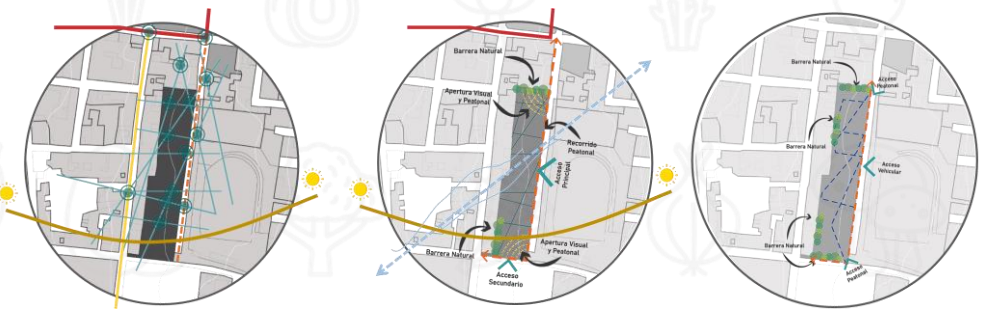 Barrera Natural
Apertura Visual
y Peatonal
Recorrido
Peatonal
Acceso
Principal
Apertura Visual
y Peatonal
Barrera Natural
Acceso
Secundario
Barrera Natural
Acceso
Peatonal
Barrera Natural
Acceso
Vehicular
Barrera Natural
Acceso
Peatonal